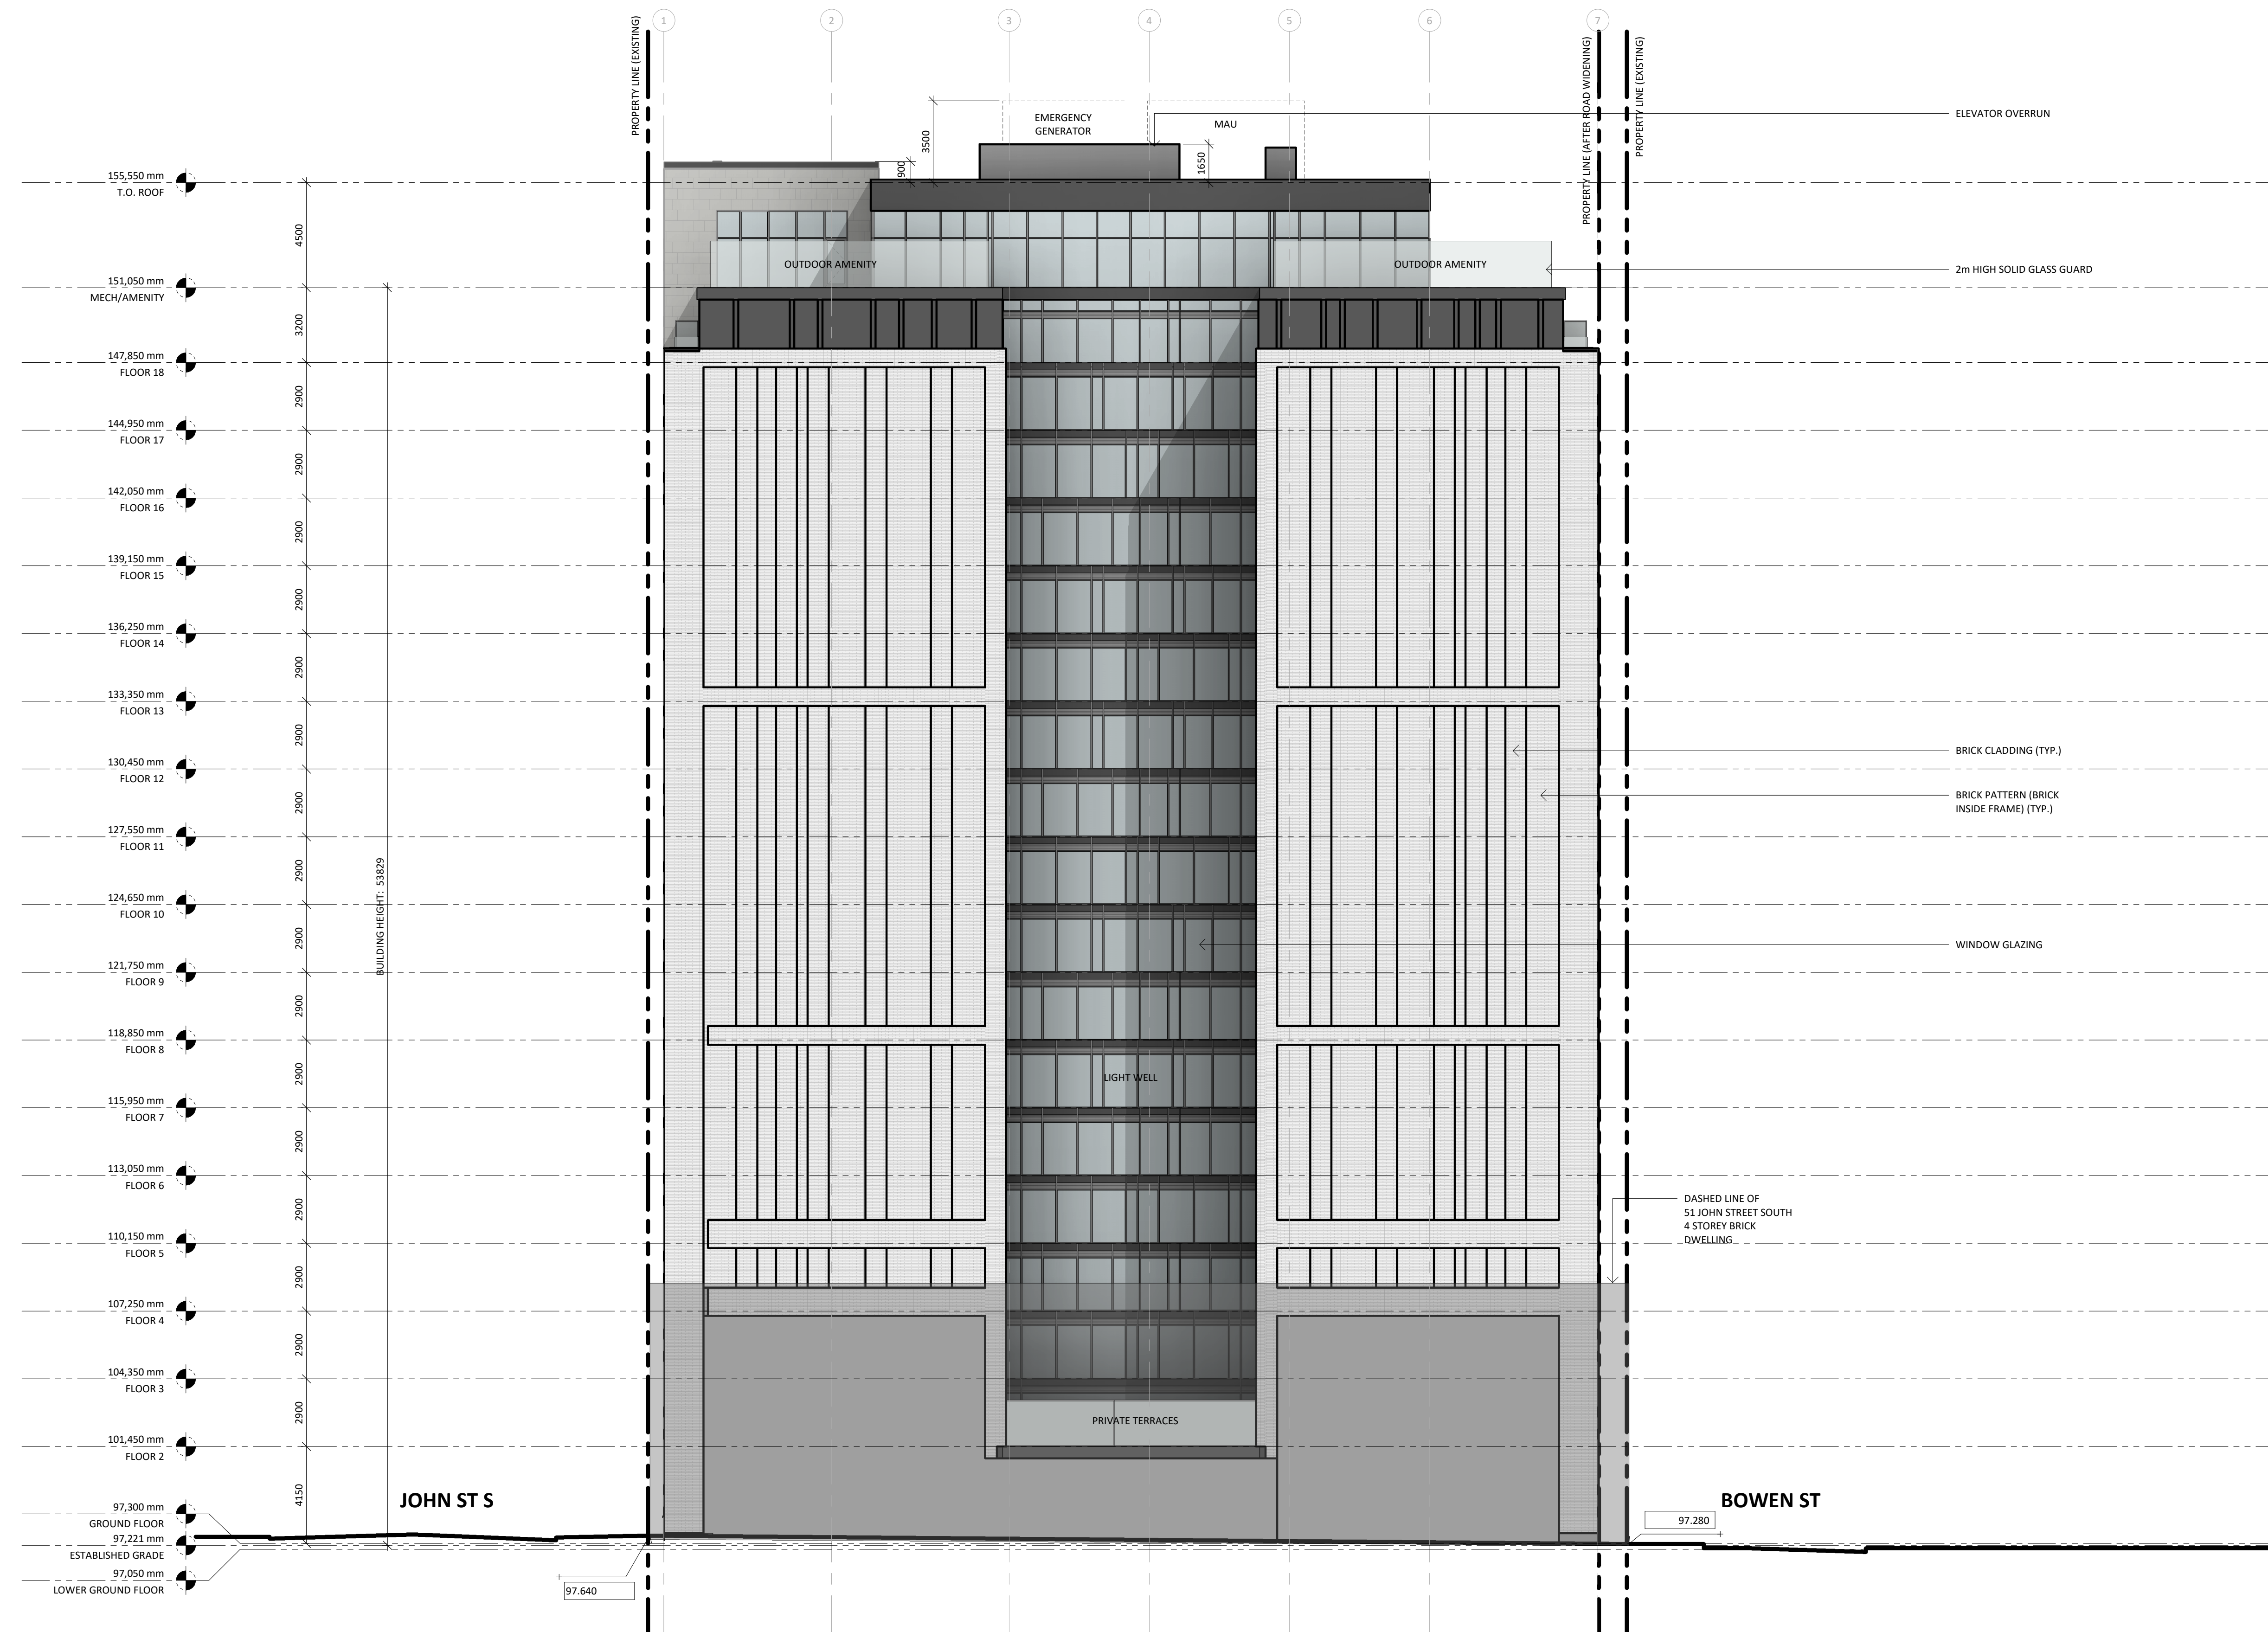 1
2
3
4
5
6
7
PROPERTY LINE (EXISTING)
PROPERTY LINE (AFTER ROAD WIDENING)
PROPERTY LINE (EXISTING)
EMERGENCY
GENERATOR
MAU
ELEVATOR OVERRUN
3500
900
1650
155,550 mm
T.O. ROOF
4500
OUTDOOR AMENITY
OUTDOOR AMENITY
2m HIGH SOLID GLASS GUARD
151,050 mm
MECH/AMENITY
3200
147,850 mm
FLOOR 18
2900
144,950 mm
FLOOR 17
2900
142,050 mm
FLOOR 16
2900
139,150 mm
FLOOR 15
2900
136,250 mm
FLOOR 14
2900
133,350 mm
FLOOR 13
2900
BRICK CLADDING (TYP.)
130,450 mm
FLOOR 12
2900
BRICK PATTERN (BRICK
INSIDE FRAME) (TYP.)
127,550 mm
FLOOR 11
2900
BUILDING HEIGHT: 53829
124,650 mm
FLOOR 10
2900
WINDOW GLAZING
121,750 mm
FLOOR 9
2900
118,850 mm
FLOOR 8
2900
LIGHT WELL
115,950 mm
FLOOR 7
2900
113,050 mm
FLOOR 6
2900
DASHED LINE OF
51 JOHN STREET SOUTH
4 STOREY BRICK
DWELLING
110,150 mm
FLOOR 5
2900
107,250 mm
FLOOR 4
2900
104,350 mm
FLOOR 3
2900
PRIVATE TERRACES
101,450 mm
FLOOR 2
4150
JOHN ST S
BOWEN ST
97,300 mm
GROUND FLOOR
97.280
97,221 mm
ESTABLISHED GRADE
97,050 mm
LOWER GROUND FLOOR
97.640